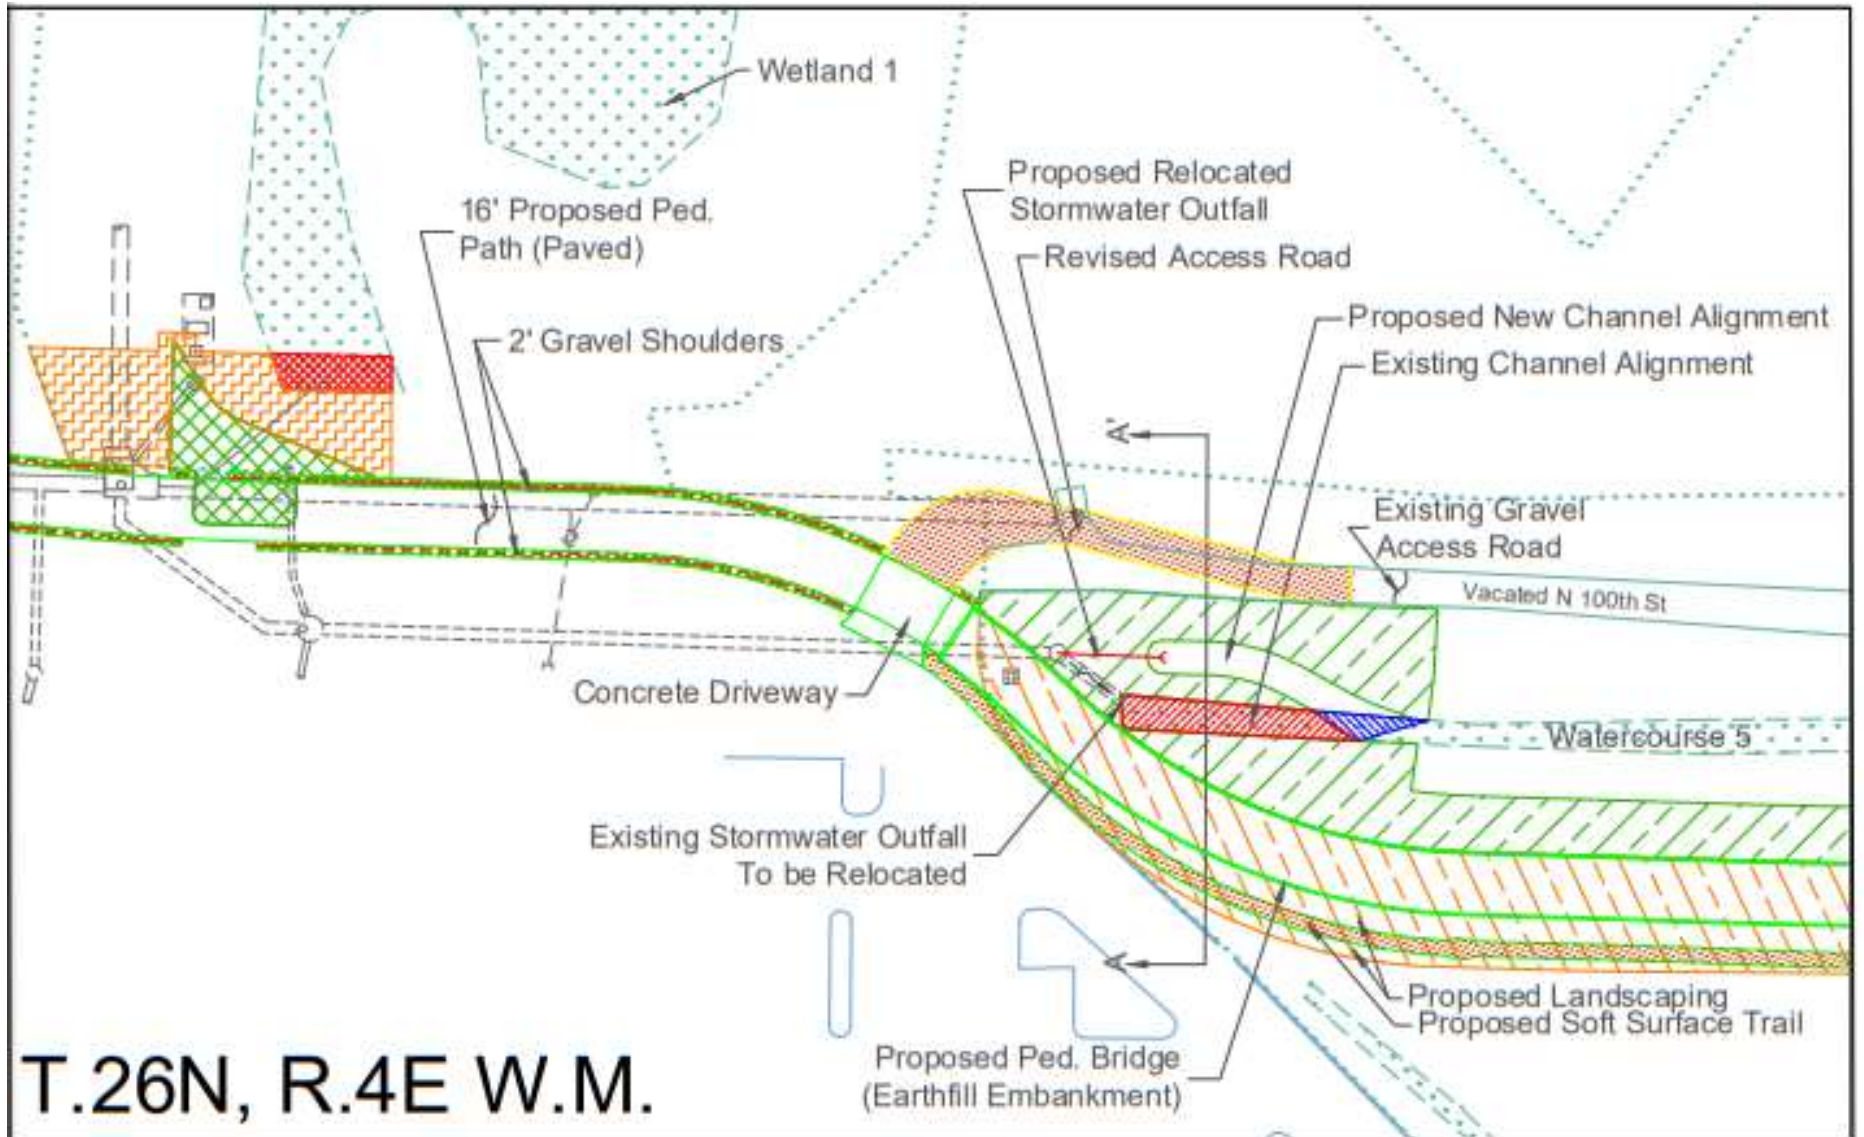 Wetland 1
Proposed Relocated
Stormwater Outfall
16' Proposed Ped.
Path (Paved)
Revised Access Road
Proposed New Channel Alignment
2' Gravel Shoulders
Existing Channel Alignment
A'
Existing Gravel
Access Road
Vacated N 100th St
Concrete Driveway
Watercourse 5
Existing Stormwater Outfall
To be Relocated
A
Proposed Landscaping
Proposed Soft Surface Trail
Proposed Ped. Bridge
(Earthfill Embankment)
T.26N, R.4E W.M.